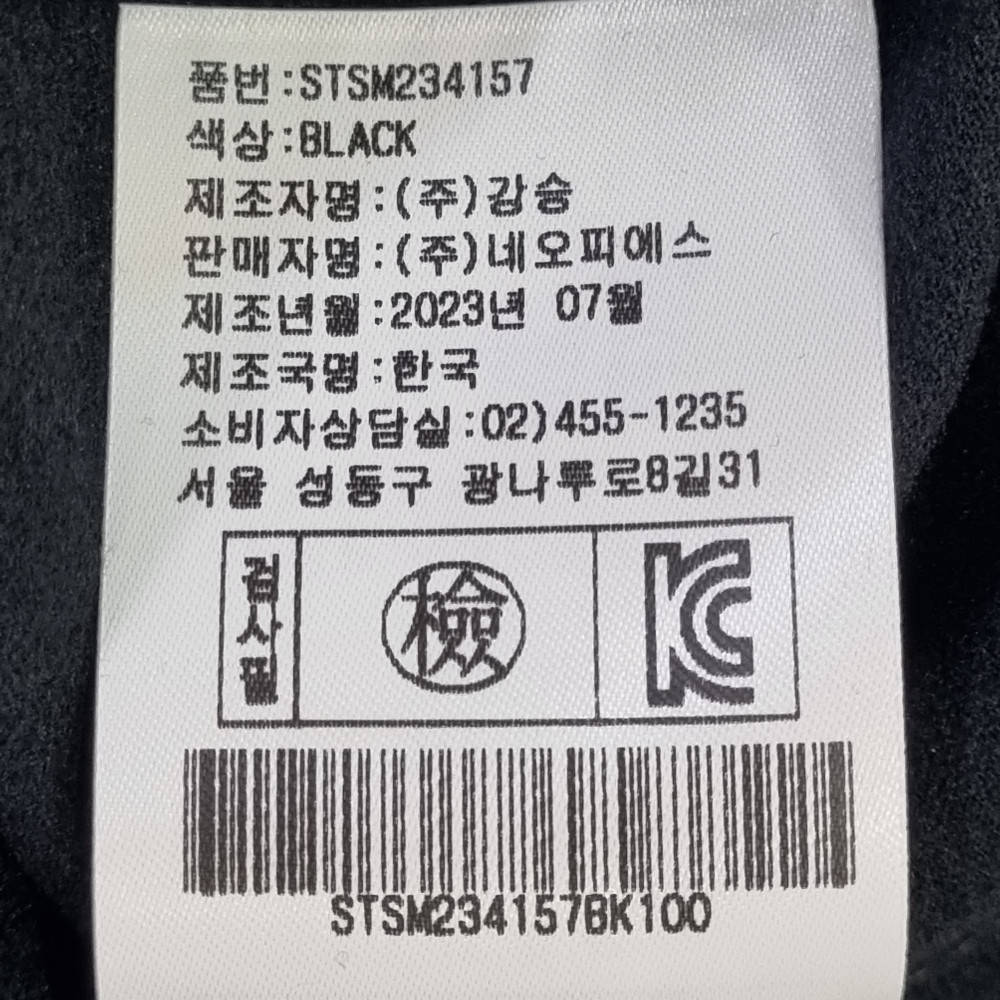 품번:STSM234157
색상:BLACK
제조자명:(주)강승
판매자명:(주)네오피에스
제조년월:2023년 07월
제조국명:한국
소비자상담실:02)455-1235
서울 성동구 광나루로8길31
검사필
檢
KC
STSM234157BK100